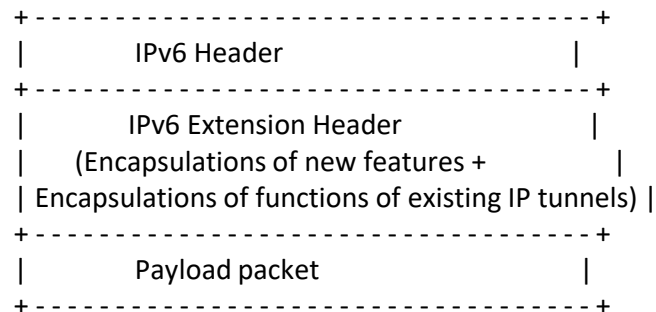 +-----------------------------------+
| IPv6 Header |
+-----------------------------------+
| IPv6 Extension Header |
| (Encapsulations of new features + |
| Encapsulations of functions of existing IP tunnels) |
+-----------------------------------+
| Payload packet |
+-----------------------------------+